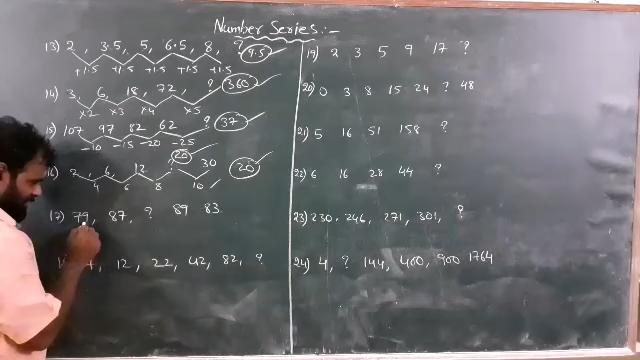 Number Series:-
13) 2, 3.5, 5, 6.5, 8, ? 9.5
+1.5 +1.5 +1.5 +1.5 +1.5
14) 3, 6, 18, 72, ? 360
×2 ×3 ×4 ×5
15) 107 97 82 62 ? 37
-10 -15 -20 -25
16) 2, 6, 12, ? 20 30 20
4 6 8 10
17) 79, 87, ? 89 83
12, 22, 42, 82, ?
19) 2 3 5 9 17 ?
20) 0 3 8 15 24 ? 48
21) 5 16 51 158 ?
22) 6 16 28 44 ?
23) 230, 246, 271, 301, ?
24) 4, ? 144, 400, 900 1764